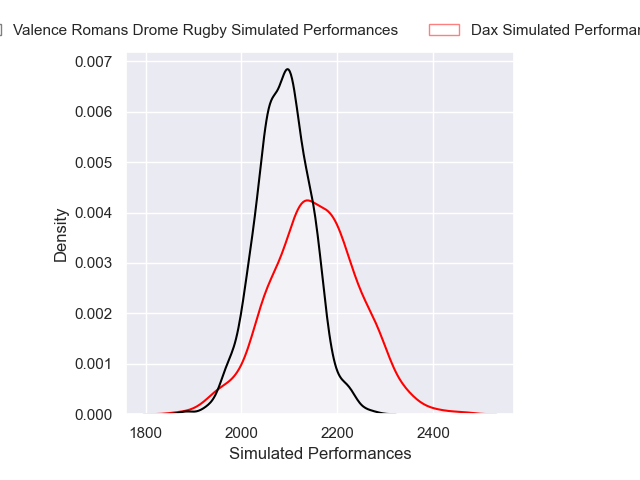 Valence Romans Drome Rugby Simulated Performances
Dax Simulated
0.007
0.006
0.005
0.004
0.003
0.002
0.001
0.000
Density
1800 2000 2200 2400
Simulated Performances